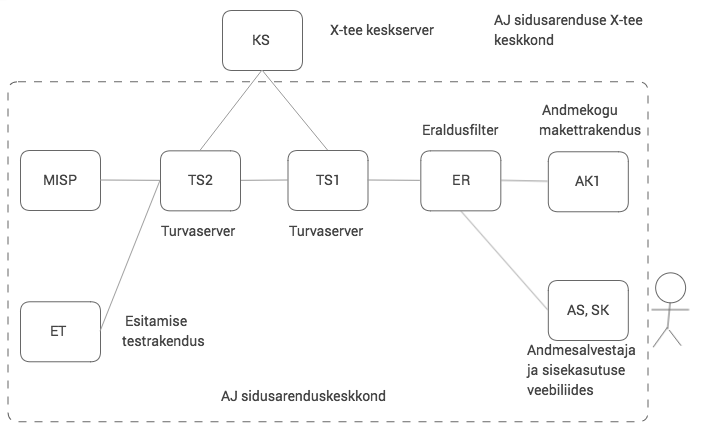 KS
X-tee keskserver
AJ sidusarenduse X-tee
keskkond
Andmekogu
makettrakendus
Eraldusfilter
MISP
TS2
TS1
ER
AK1
Turvaserver
Turvaserver
ET
Esitamise
testrakendus
AS, SK
Andmesalvestaja
ja sisekasutuse
veebiliides
AJ sidusarenduskeskkond